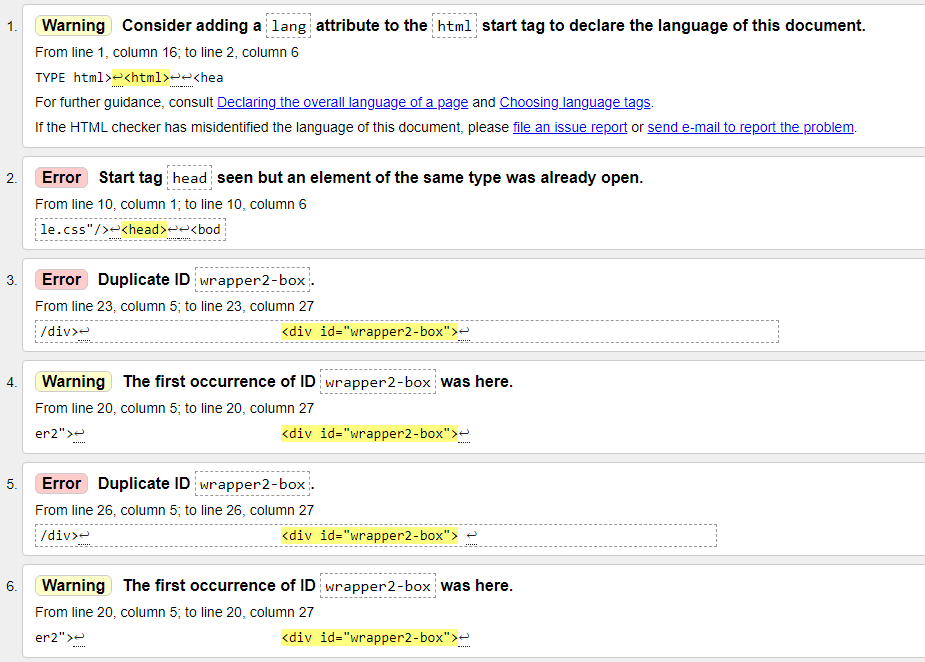 1. Warning Consider adding a lang attribute to the html start tag to declare the language of this document.
From line 1, column 16; to line 2, column 6
TYPE html>↩<html>↩↩<hea
For further guidance, consult Declaring the overall language of a page and Choosing language tags.
If the HTML checker has misidentified the language of this document, please file an issue report or send e-mail to report the problem.
2. Error Start tag head seen but an element of the same type was already open.
From line 10, column 1; to line 10, column 6
le.css"/>↩<head>↩↩<bod
3. Error Duplicate ID wrapper2-box.
From line 23, column 5; to line 23, column 27
/div>↩ <div id="wrapper2-box">↩
4. Warning The first occurrence of ID wrapper2-box was here.
From line 20, column 5; to line 20, column 27
er2">↩ <div id="wrapper2-box">↩
5. Error Duplicate ID wrapper2-box.
From line 26, column 5; to line 26, column 27
/div>↩ <div id="wrapper2-box"> ↩
6. Warning The first occurrence of ID wrapper2-box was here.
From line 20, column 5; to line 20, column 27
er2">↩ <div id="wrapper2-box">↩